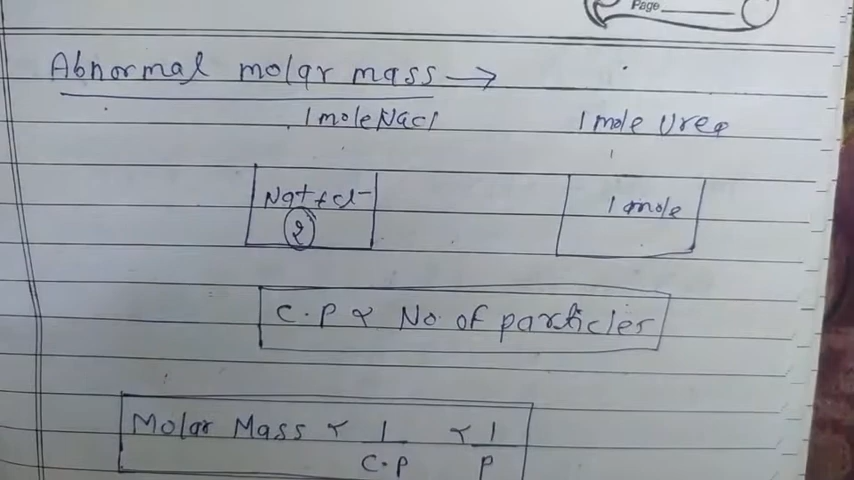 Page
Abnormal molar mass →
1 mole NaCl 1 mole Urea
Na⁺ + Cl⁻ 1 mole
2
C.P ∝ No. of particles
Molar Mass ∝ 1/C.P ∝ 1/P